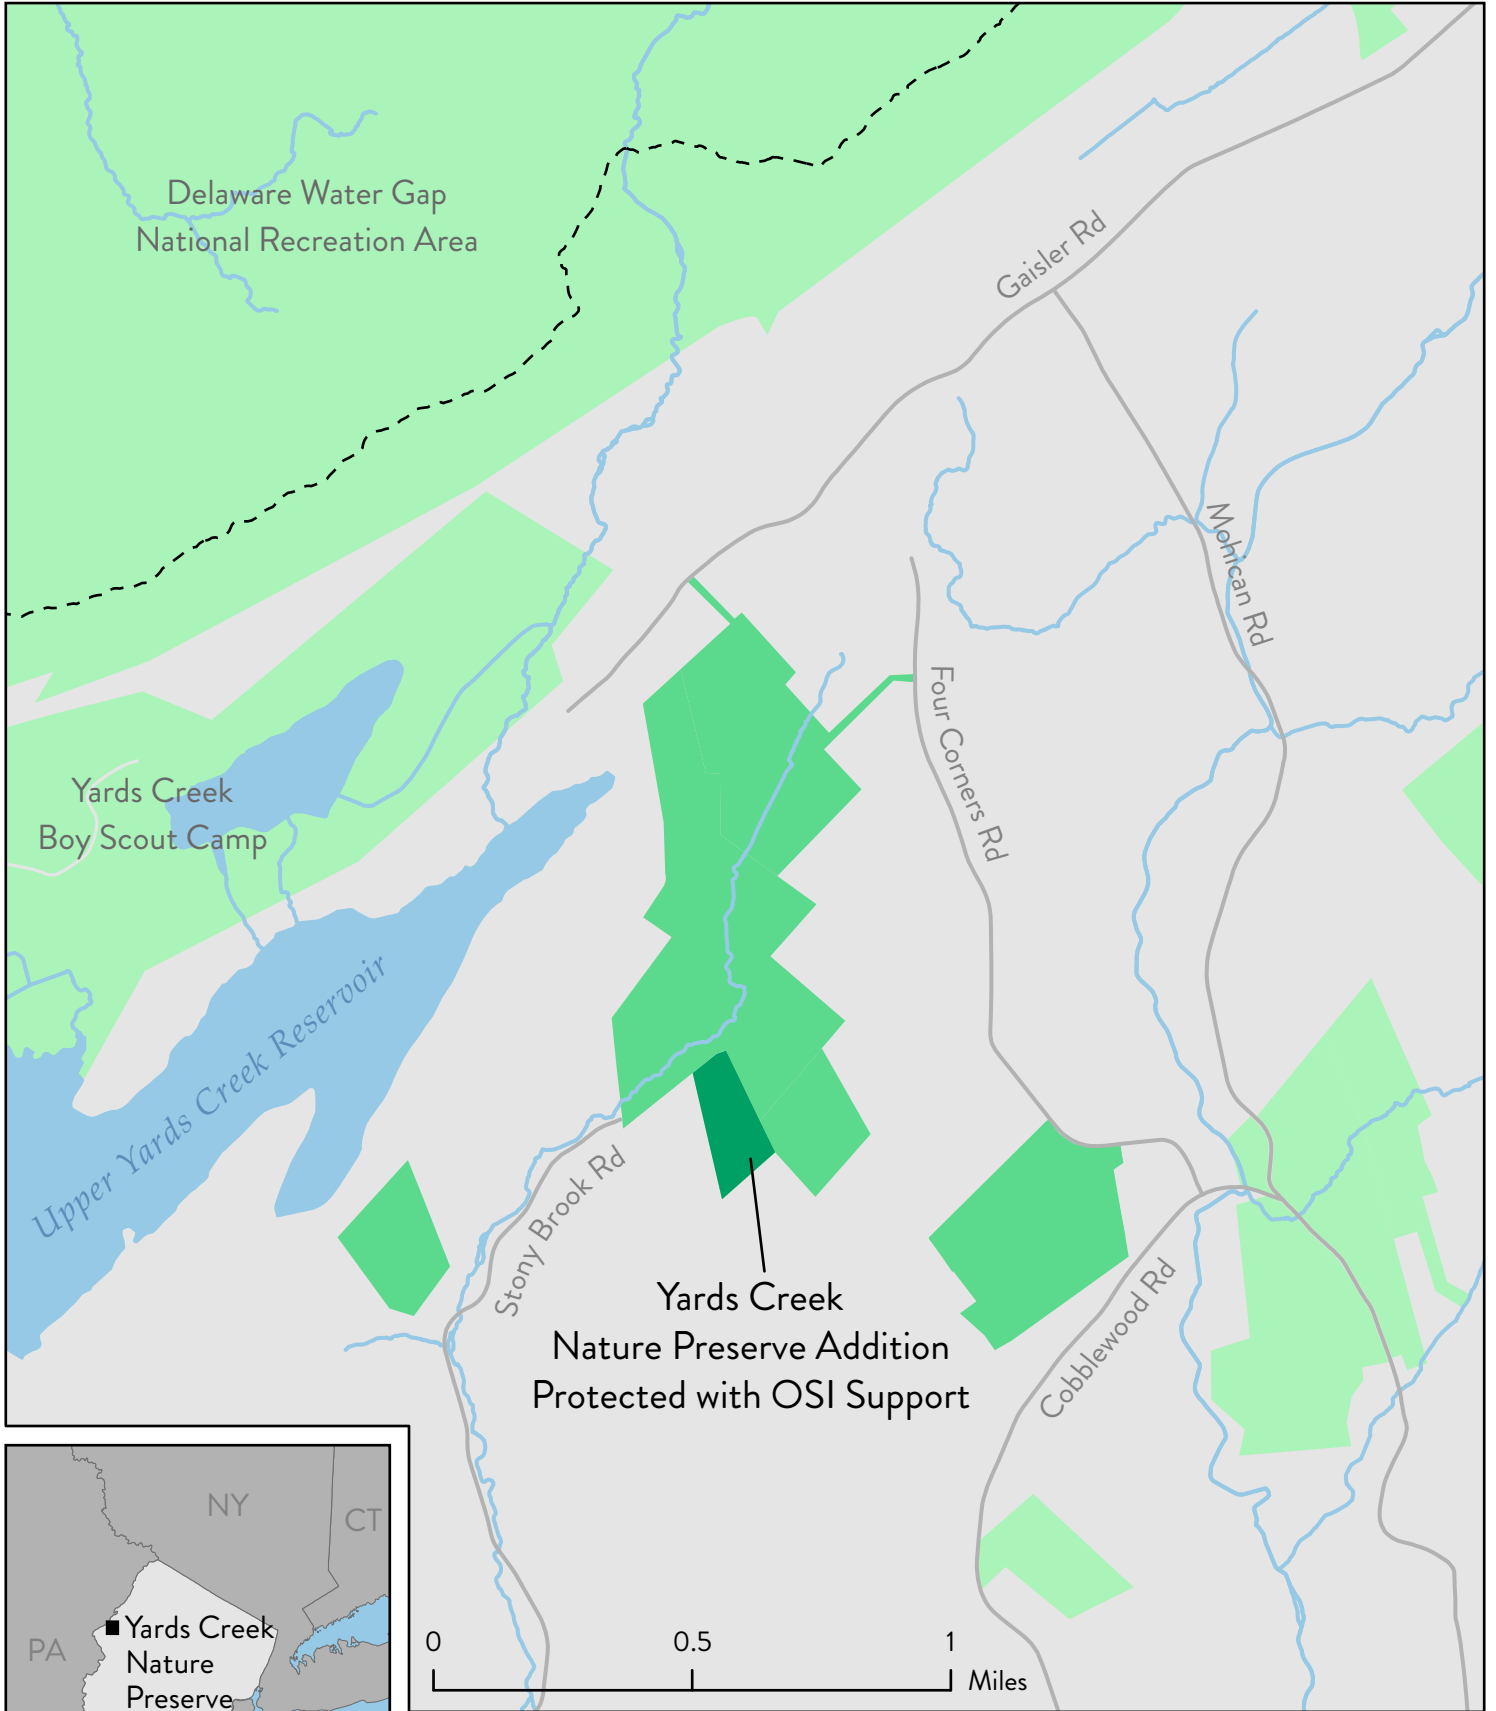 Delaware Water Gap
National Recreation Area
Gaisler Rd
Mohican Rd
Four Corners Rd
Yards Creek
Boy Scout Camp
Upper Yards Creek Reservoir
Stony Brook Rd
Cobblewood Rd
Yards Creek
Nature Preserve Addition
Protected with OSI Support
NY
CT
PA
Yards Creek
Nature
Preserve
0 0.5 1
Miles